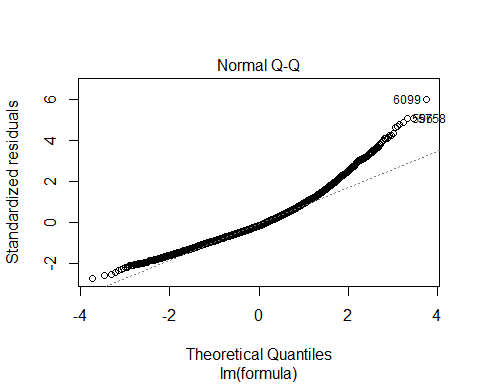 Normal Q-Q
Standardized residuals
6
4
2
0
-2
6099
-4
-2
0
2
4
Theoretical Quantiles
lm(formula)